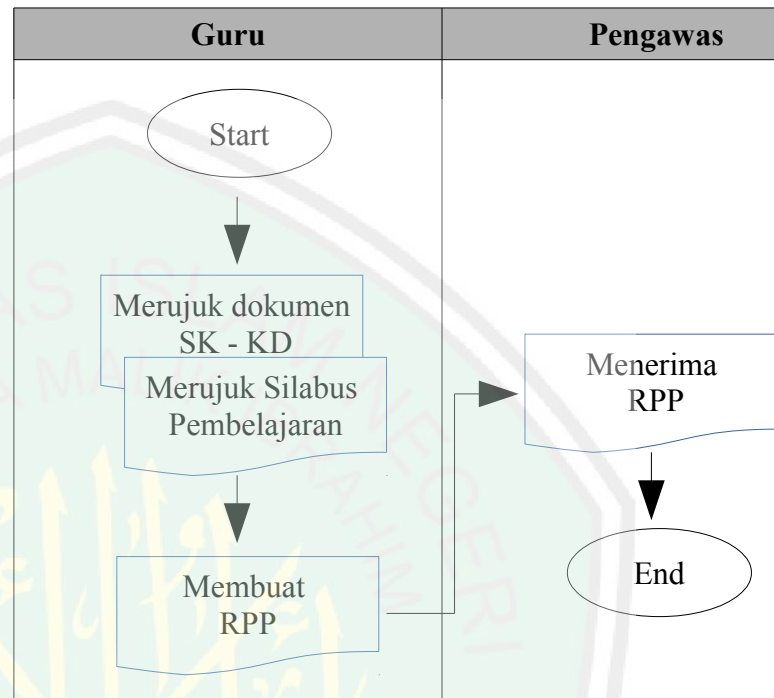 Guru
Pengawas
Start
Merujuk dokumen
SK - KD
Merujuk Silabus
Pembelajaran
Membuat
RPP
Menerima
RPP
End